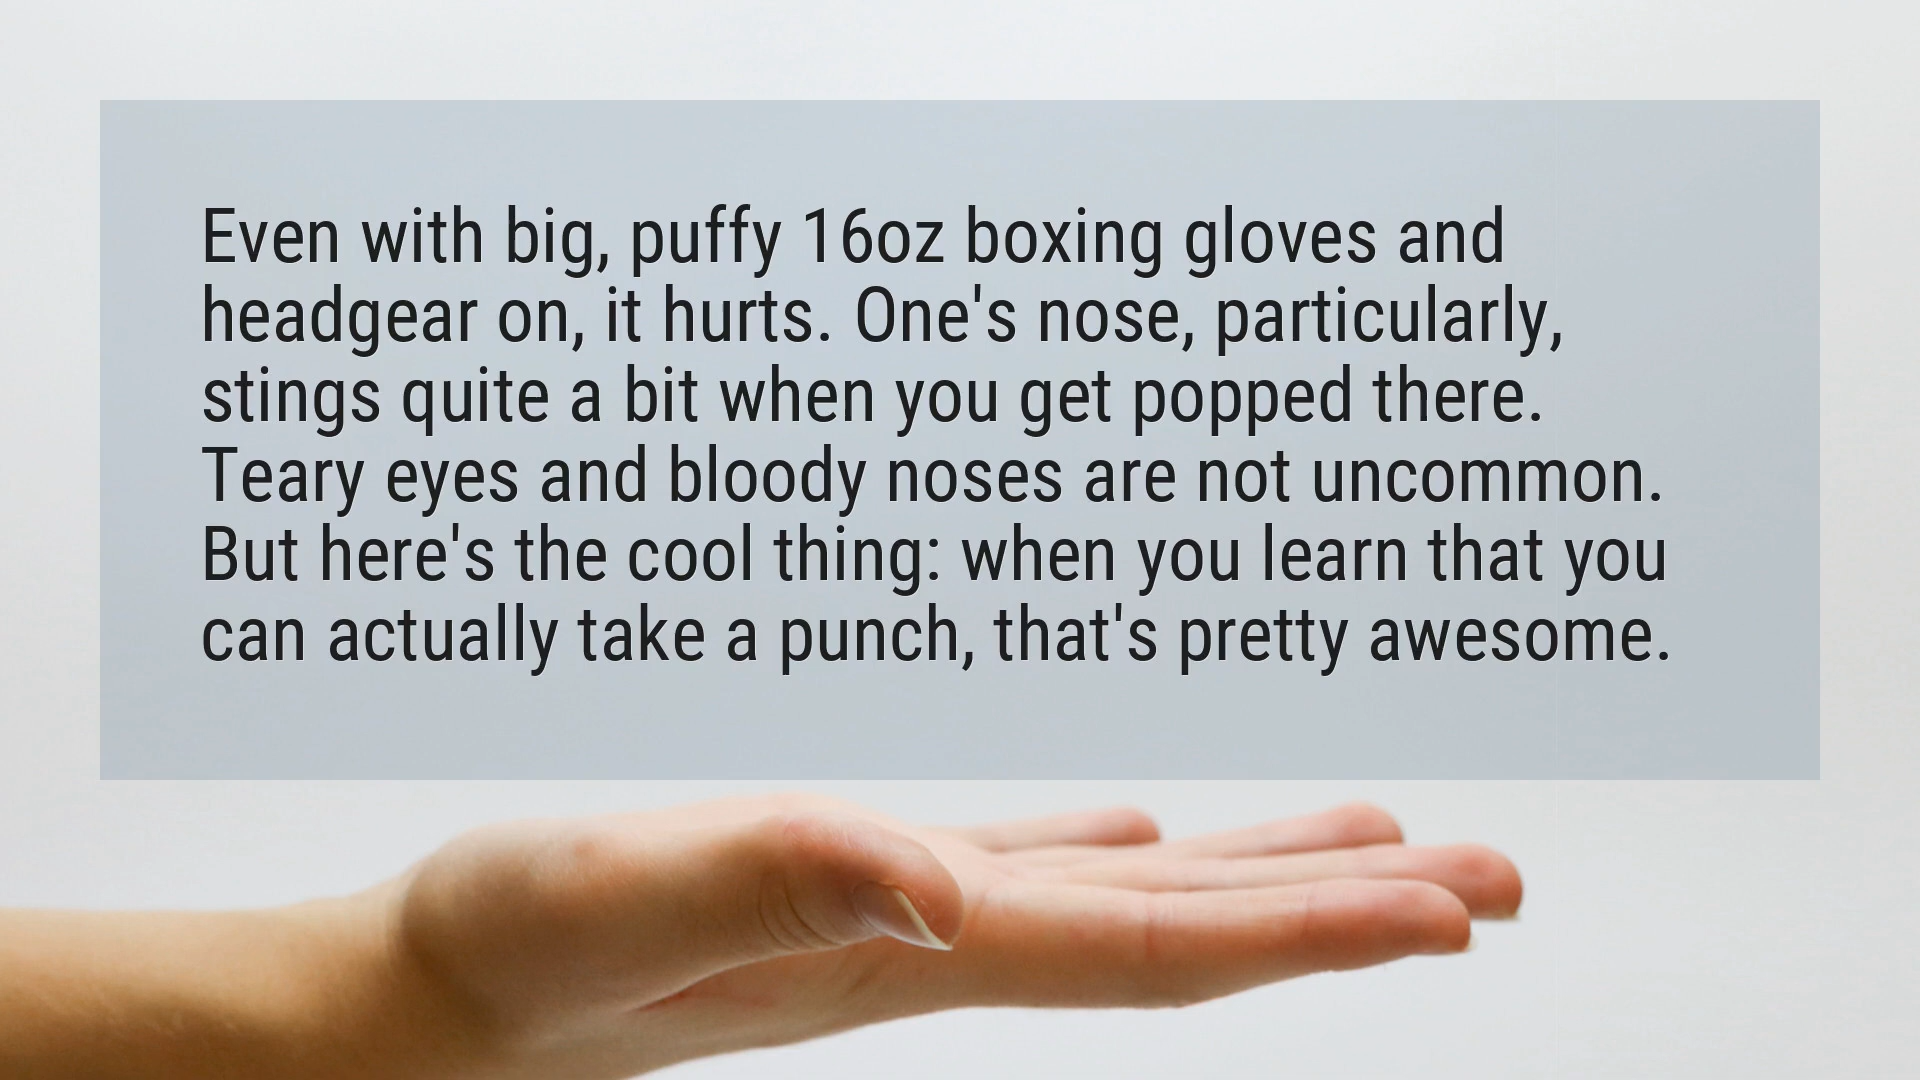 Even with big, puffy 16oz boxing gloves and
headgear on, it hurts. One's nose, particularly,
stings quite a bit when you get popped there.
Teary eyes and bloody noses are not uncommon.
But here's the cool thing: when you learn that you
can actually take a punch, that's pretty awesome.